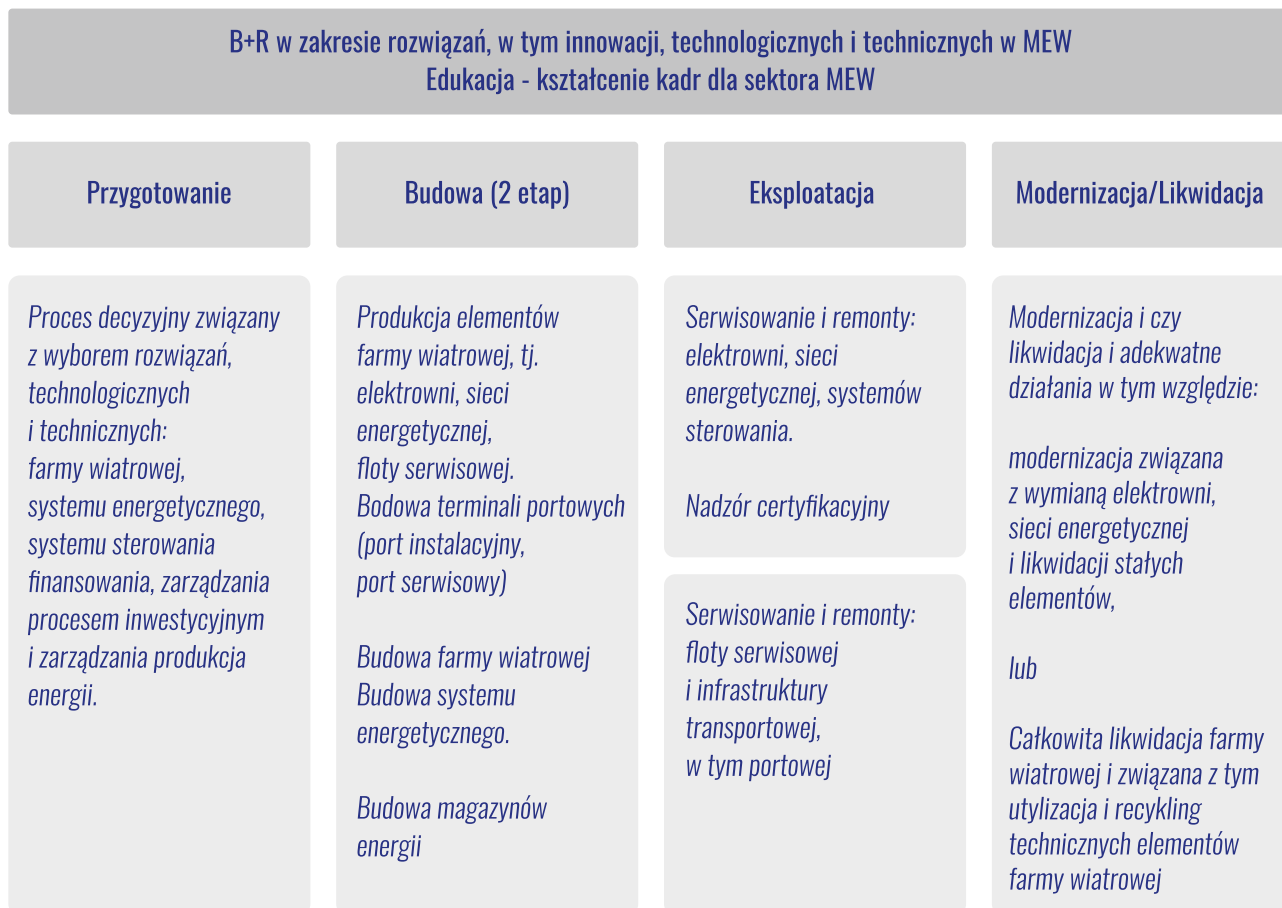 B+R w zakresie rozwiązań, w tym innowacji, technologicznych i technicznych w MEW
Edukacja - kształcenie kadr dla sektora MEW
Przygotowanie
Budowa (2 etap)
Eksploatacja
Modernizacja/Likwidacja
Proces decyzyjny związany
z wyborem rozwiązań,
technologicznych
i technicznych:
farmy wiatrowej,
systemu energetycznego,
systemu sterowania
finansowania, zarządzania
procesem inwestycyjnym
i zarządzania produkcja
energii.
Produkcja elementów
farmy wiatrowej, tj.
elektrowni, sieci
energetycznej,
floty serwisowej.
Bodowa terminali portowych
(port instalacyjny,
port serwisowy)
Budowa farmy wiatrowej
Budowa systemu
energetycznego.
Budowa magazynów
energii
Serwisowanie i remonty:
elektrowni, sieci
energetycznej, systemów
sterowania.
Nadzór certyfikacyjny
Serwisowanie i remonty:
floty serwisowej
i infrastruktury
transportowej,
w tym portowej
Modernizacja i czy
likwidacja i adekwatne
działania w tym względzie:
modernizacja związana
z wymianą elektrowni,
sieci energetycznej
i likwidacji stałych
elementów,
lub
Całkowita likwidacja farmy
wiatrowej i związana z tym
utylizacja i recykling
technicznych elementów
farmy wiatrowej